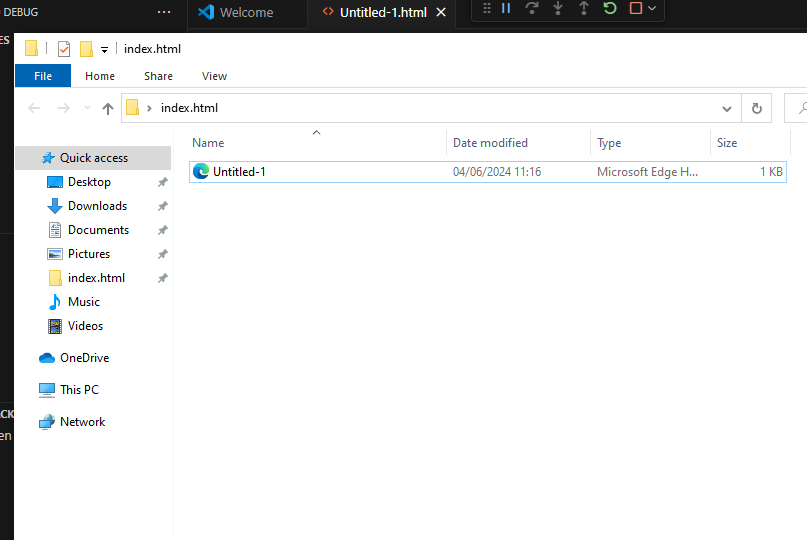 DEBUG
Welcome
Untitled-1.html
ES
index.html
File
Home
Share
View
index.html
Name
Date modified
Type
Size
Quick access
Untitled-1
04/06/2024 11:16
Microsoft Edge H...
1 KB
Desktop
Downloads
Documents
Pictures
index.html
Music
Videos
OneDrive
This PC
ACK
Network
en